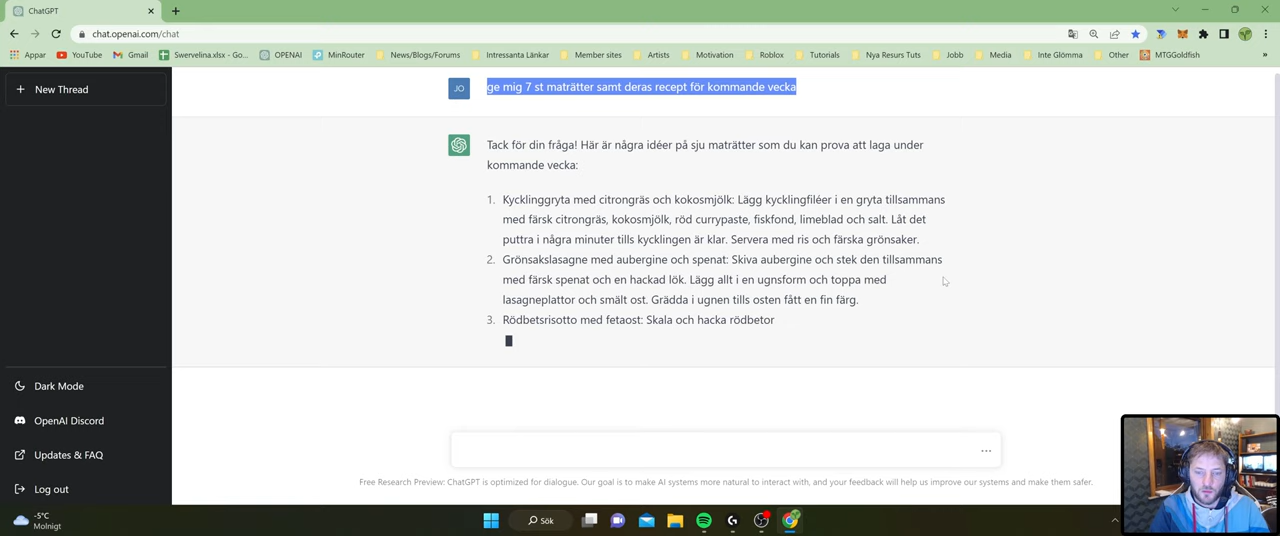 ChatGPT
chat.openai.com/chat
Appar
YouTube
Gmail
Swervelina.xlsx - Go...
OPENAI
MinRouter
News/Blogs/Forums
Intressanta Länkar
Member sites
Artists
Motivation
Roblox
Tutorials
Nya Resurs Tuts
Jobb
Media
Inte Glömma
Other
MTGGoldfish
»
+ New Thread
JO
ge mig 7 st maträtter samt deras recept för kommande vecka
Tack för din fråga! Här är några idéer på sju maträtter som du kan prova att laga under
kommande vecka:
1. Kycklinggryta med citrongräs och kokosmjölk: Lägg kycklingfiléer i en gryta tillsammans
med färsk citrongräs, kokosmjölk, röd currypaste, fiskfond, limeblad och salt. Låt det
puttra i några minuter tills kycklingen är klar. Servera med ris och färska grönsaker.
2. Grönsakslasagne med aubergine och spenat: Skiva aubergine och stek den tillsammans
med färsk spenat och en hackad lök. Lägg allt i en ugnsform och toppa med
lasagneplattor och smält ost. Grädda i ugnen tills osten fått en fin färg.
3. Rödbetsrisotto med fetaost: Skala och hacka rödbetor
Dark Mode
OpenAI Discord
Updates & FAQ
Log out
...
Free Research Preview: ChatGPT is optimized for dialogue. Our goal is to make AI systems more natural to interact with, and your feedback will help us improve our systems and make them safer.
-5°C
Molnigt
Sök